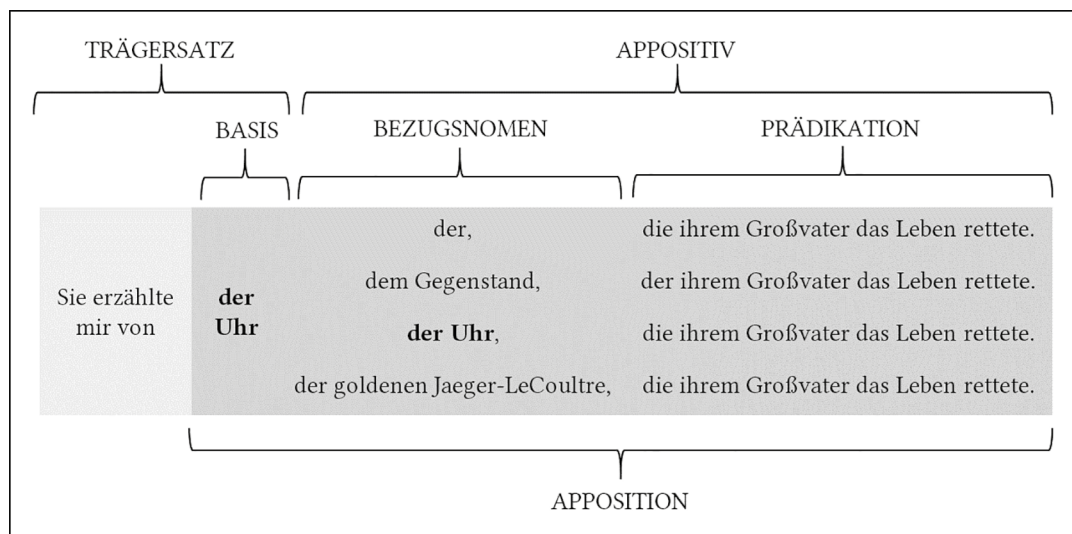 TRÄGERSATZ APPOSITIV
BASIS BEZUGSNOMEN PRÄDIKATION
der, die ihrem Großvater das Leben rettete.
dem Gegenstand, der ihrem Großvater das Leben rettete.
Sie erzählte mir von der Uhr
der Uhr, die ihrem Großvater das Leben rettete.
der goldenen Jaeger-LeCoultre, die ihrem Großvater das Leben rettete.
APPOSITION